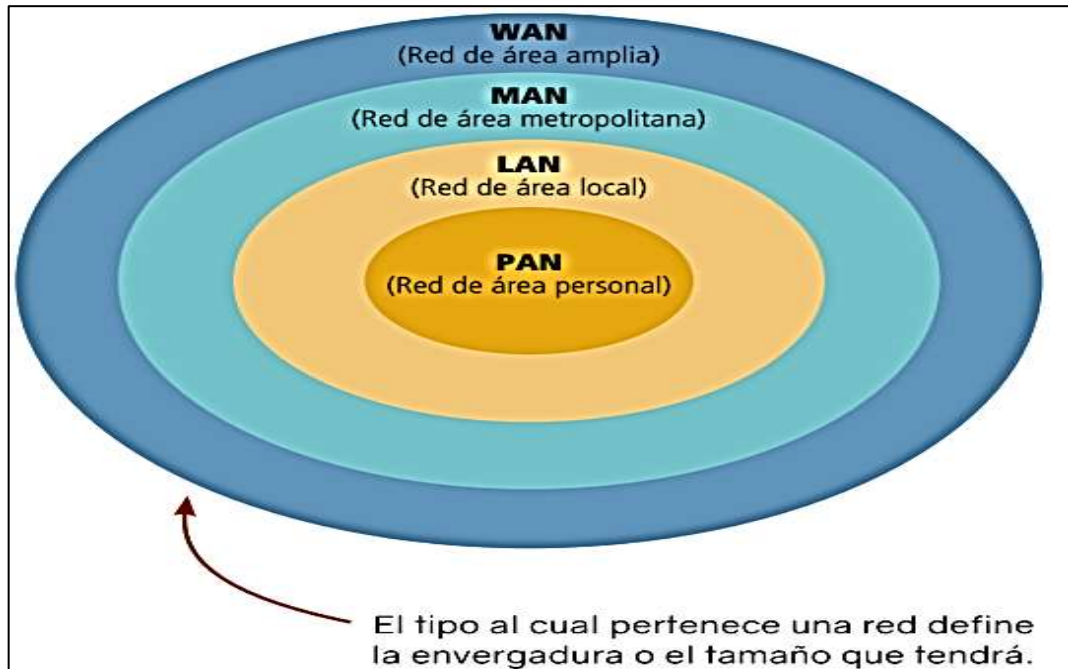 WAN
(Red de área amplia)
MAN
(Red de área metropolitana)
LAN
(Red de área local)
PAN
(Red de área personal)
El tipo al cual pertenece una red define
la envergadura o el tamaño que tendrá.